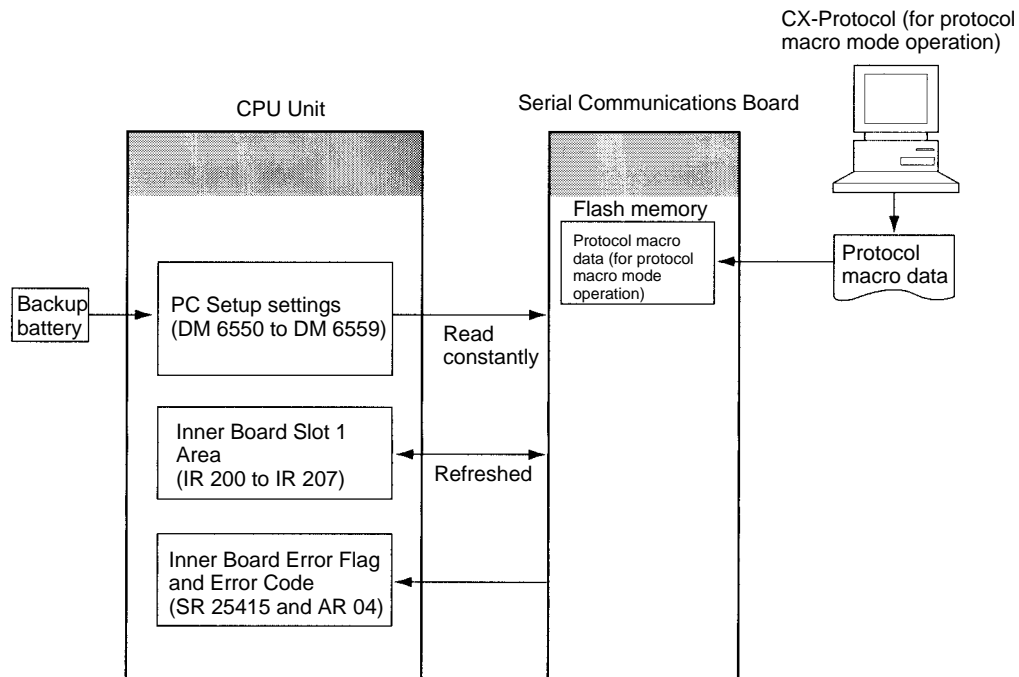 CX-Protocol (for protocol
macro mode operation)
CPU Unit
Serial Communications Board
Flash memory
Protocol macro
data (for protocol
macro mode
operation)
Protocol
macro data
Backup
battery
PC Setup settings
(DM 6550 to DM 6559)
Read
constantly
Inner Board Slot 1
Area
(IR 200 to IR 207)
Refreshed
Inner Board Error Flag
and Error Code
(SR 25415 and AR 04)